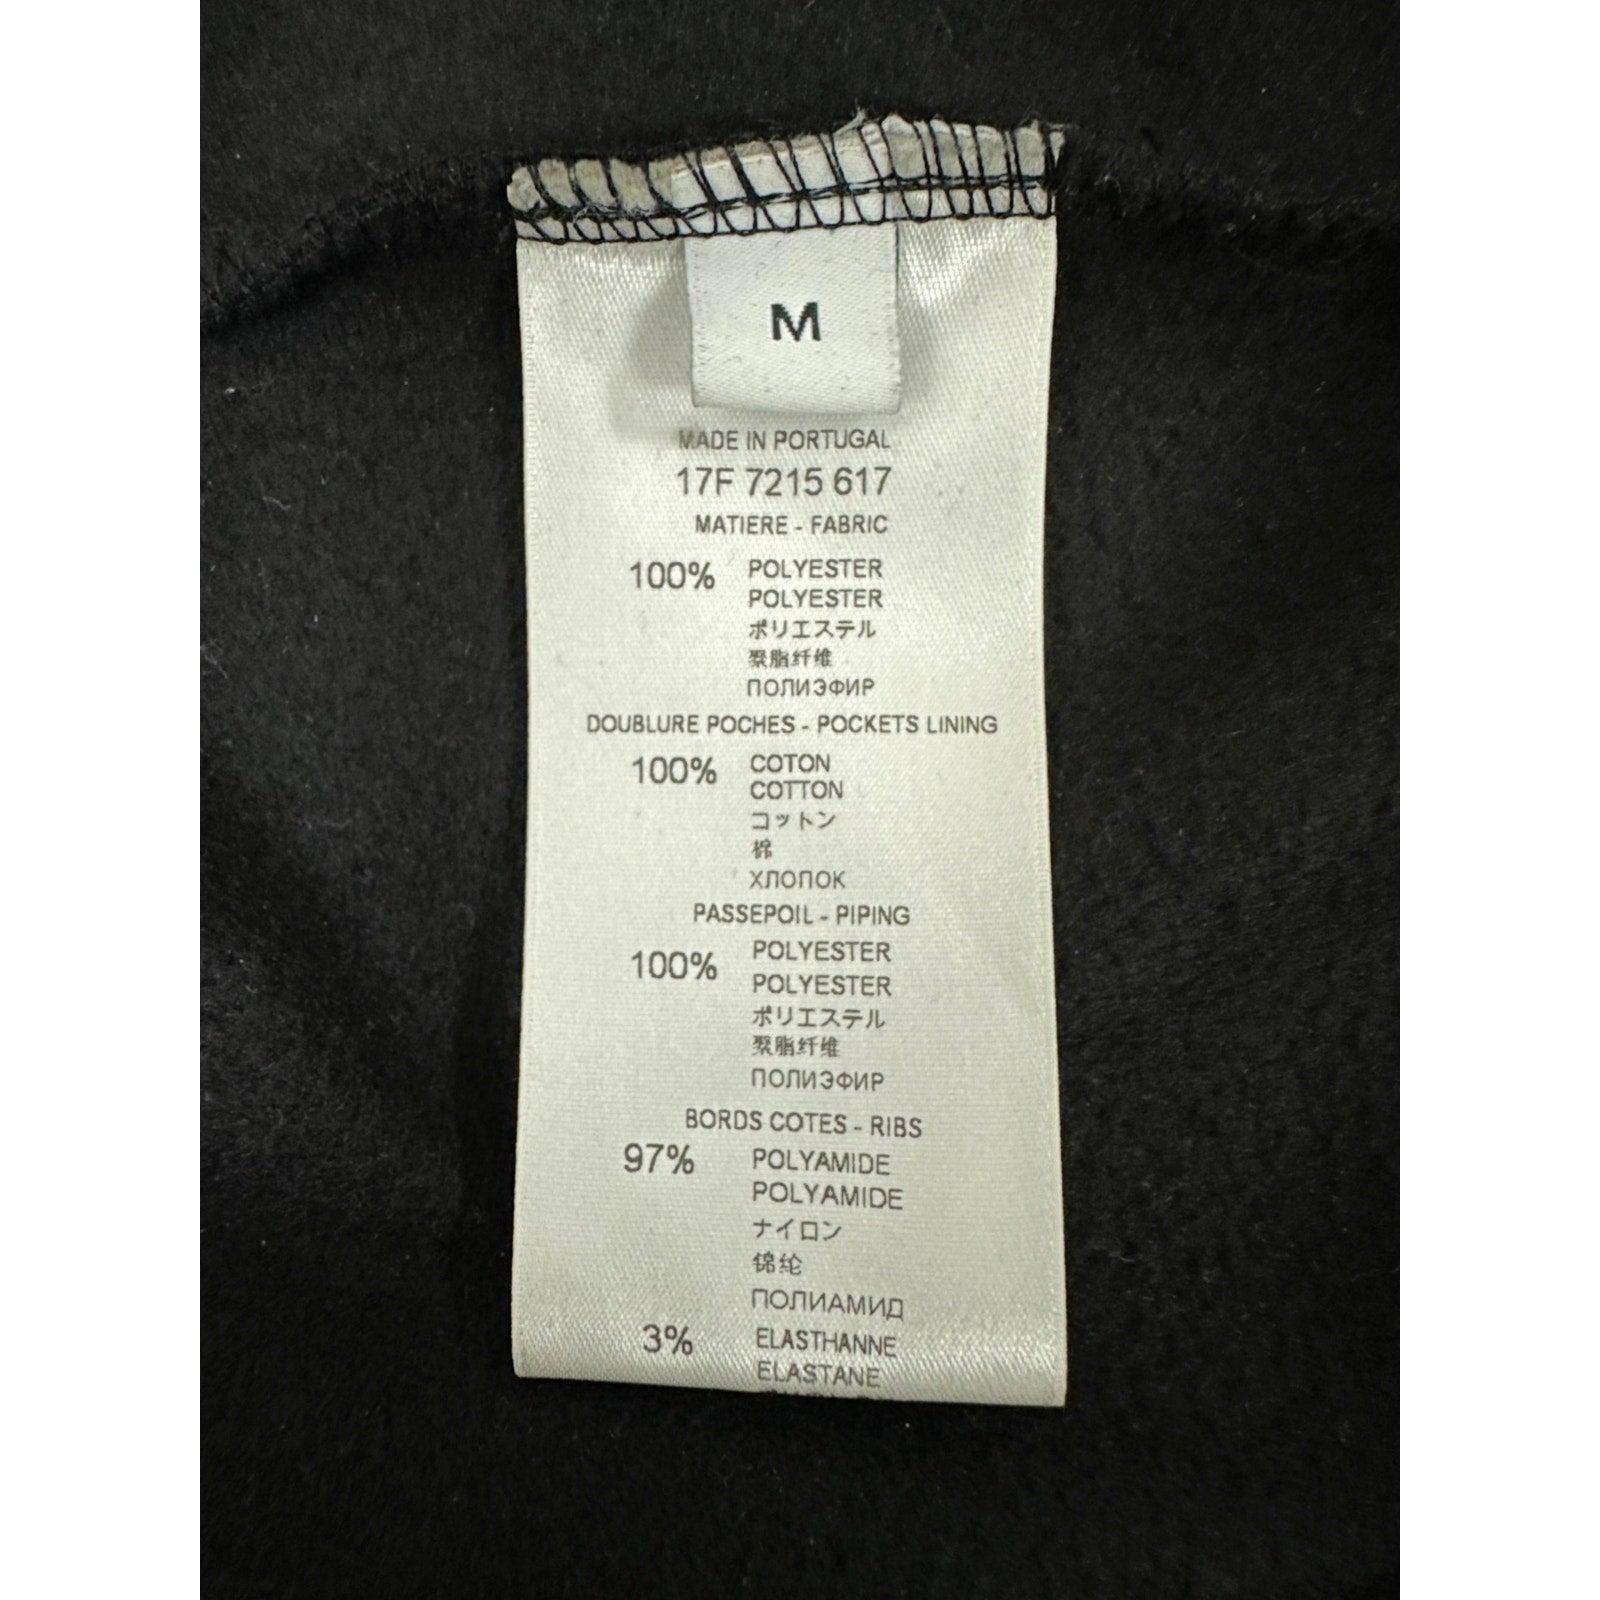 M
MADE IN PORTUGAL
17F 7215 617
MATIERE - FABRIC
100% POLYESTER
POLYESTER
ポリエステル
聚脂纤维
ПОЛИЭФИР
DOUBLURE POCHES - POCKETS LINING
100% COTON
COTTON
コットン
棉
ХЛОПОК
PASSEPOIL - PIPING
100% POLYESTER
POLYESTER
ポリエステル
聚脂纤维
ПОЛИЭФИР
BORDS COTES - RIBS
97% POLYAMIDE
POLYAMIDE
ナイロン
锦纶
ПОЛИАМИД
3% ELASTHANNE
ELASTANE